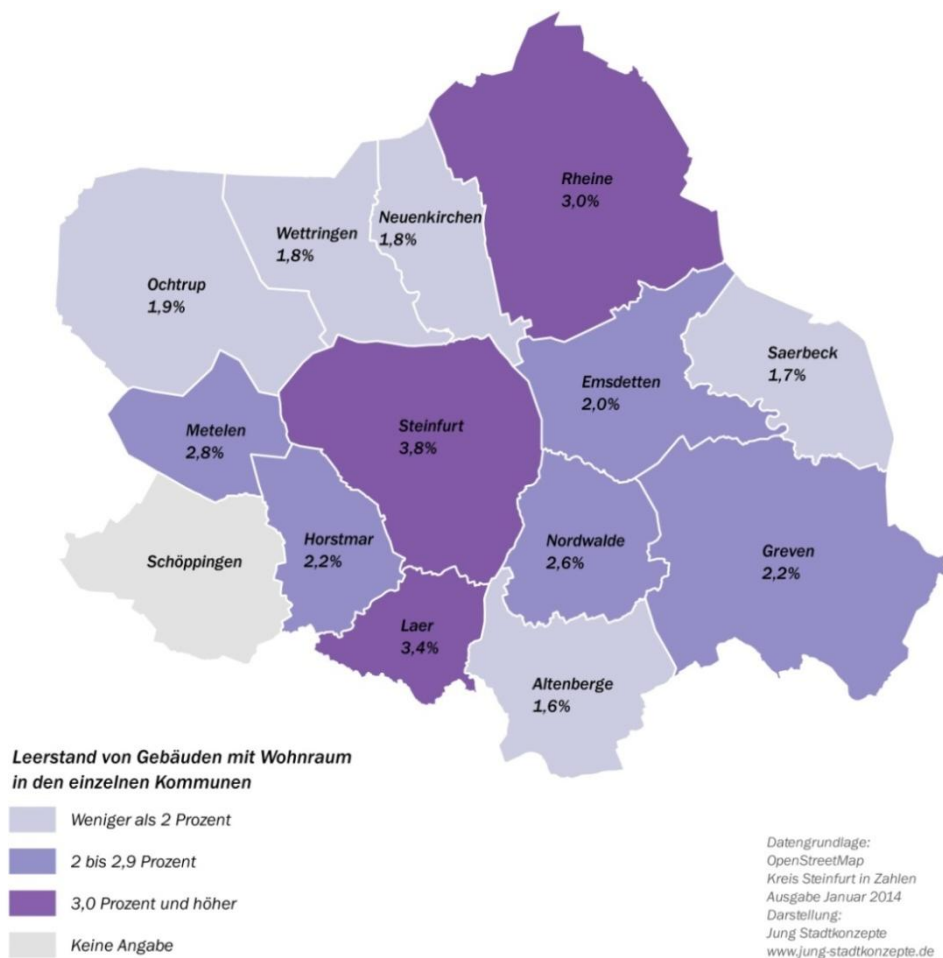 Rheine
3,0%
Neuenkirchen
1,8%
Wettringen
1,8%
Ochtrup
1,9%
Saerbeck
1,7%
Emsdetten
2,0%
Steinfurt
3,8%
Metelen
2,8%
Horstmar
2,2%
Nordwalde
2,6%
Greven
2,2%
Schöppingen
Laer
3,4%
Altenberge
1,6%
Leerstand von Gebäuden mit Wohnraum
in den einzelnen Kommunen
Weniger als 2 Prozent
2 bis 2,9 Prozent
3,0 Prozent und höher
Keine Angabe
Datengrundlage:
OpenStreetMap
Kreis Steinfurt in Zahlen
Ausgabe Januar 2014
Darstellung:
Jung Stadtkonzepte
www.jung-stadtkonzepte.de